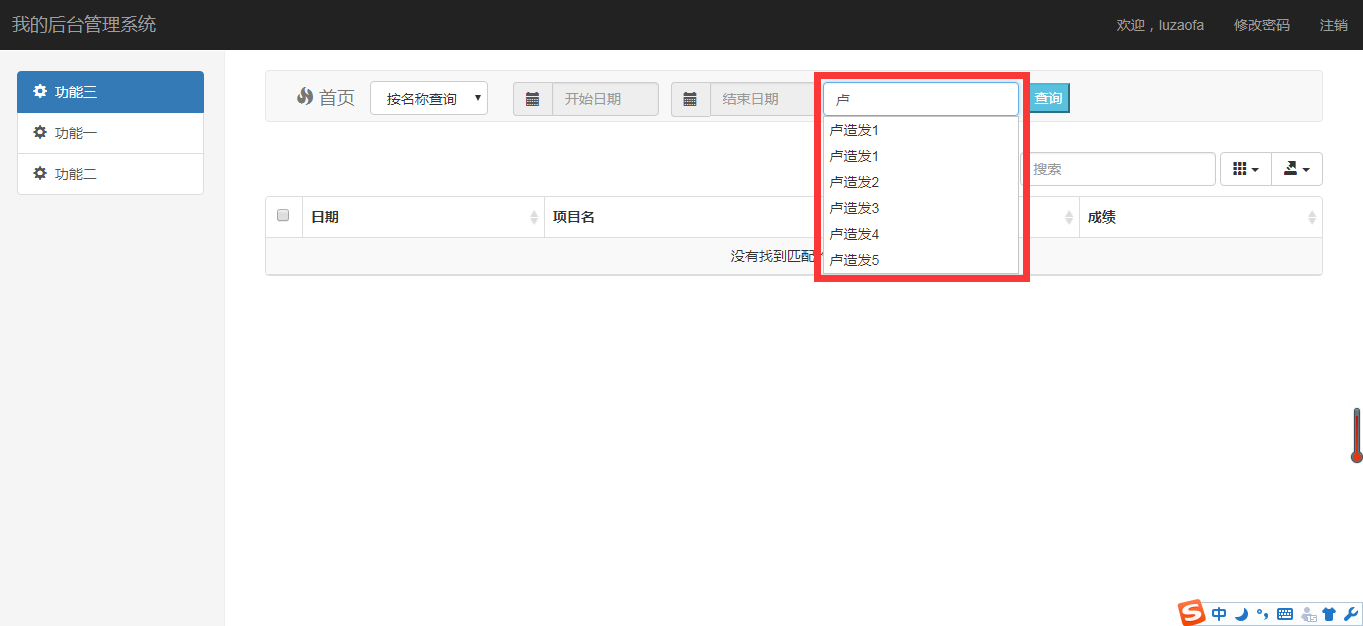 我的后台管理系统
欢迎，luzaofa 修改密码 注销
功能三
功能一
功能二
首页 按名称查询 开始日期 结束日期 卢 查询
卢造发1
卢造发1
卢造发2
卢造发3
卢造发4
卢造发5
搜索
日期 项目名 成绩
没有找到匹配
中